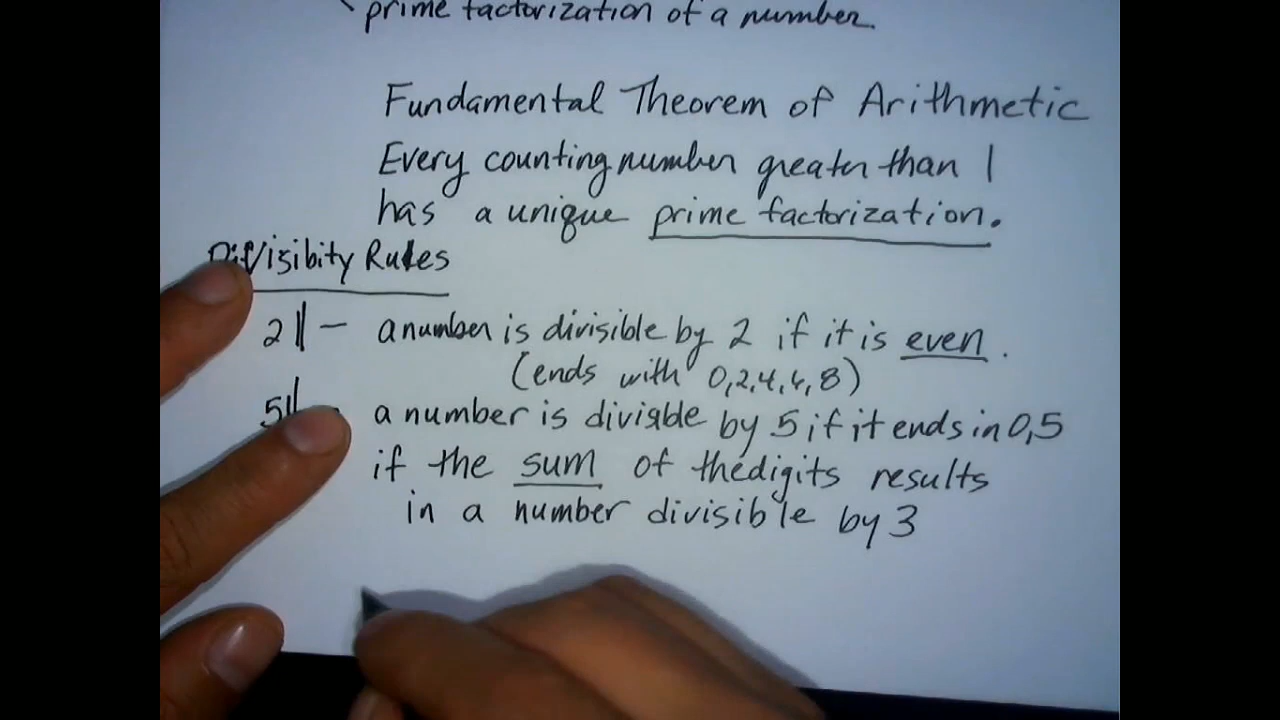 prime factorization of a number.
Fundamental Theorem of Arithmetic
Every counting number greater than 1
has a unique prime factorization.
Divisibity Rules
2| – a number is divisible by 2 if it is even.
(ends with 0,2,4,6,8)
5| – a number is divisble by 5 if it ends in 0,5
if the sum of the digits results
in a number divisible by 3